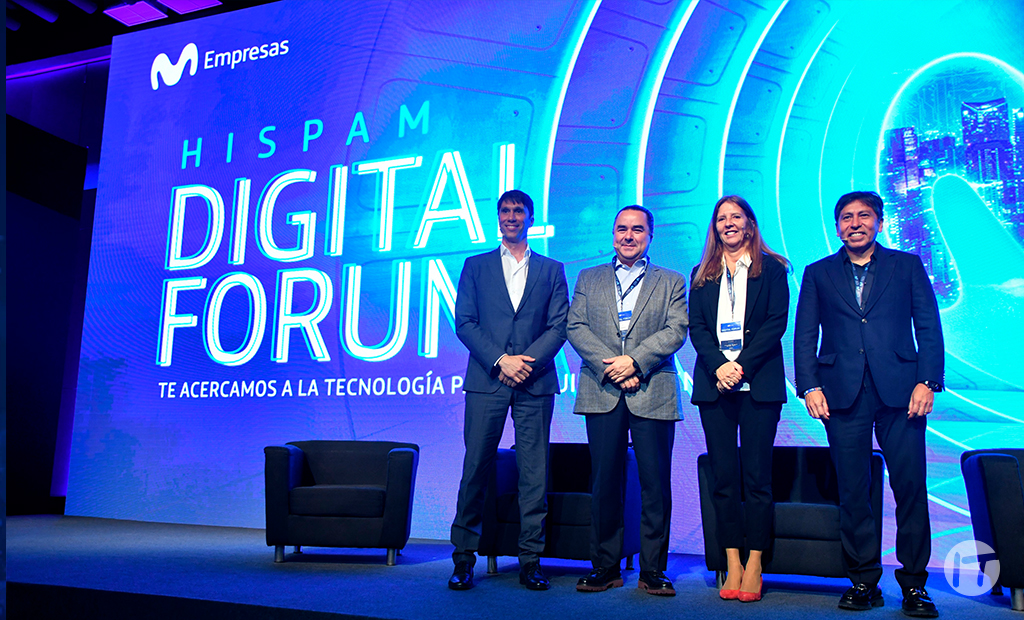 Empresas
HISPAM
DIGITAL
FORUM
TE ACERCAMOS A LA TECNOLOGÍA